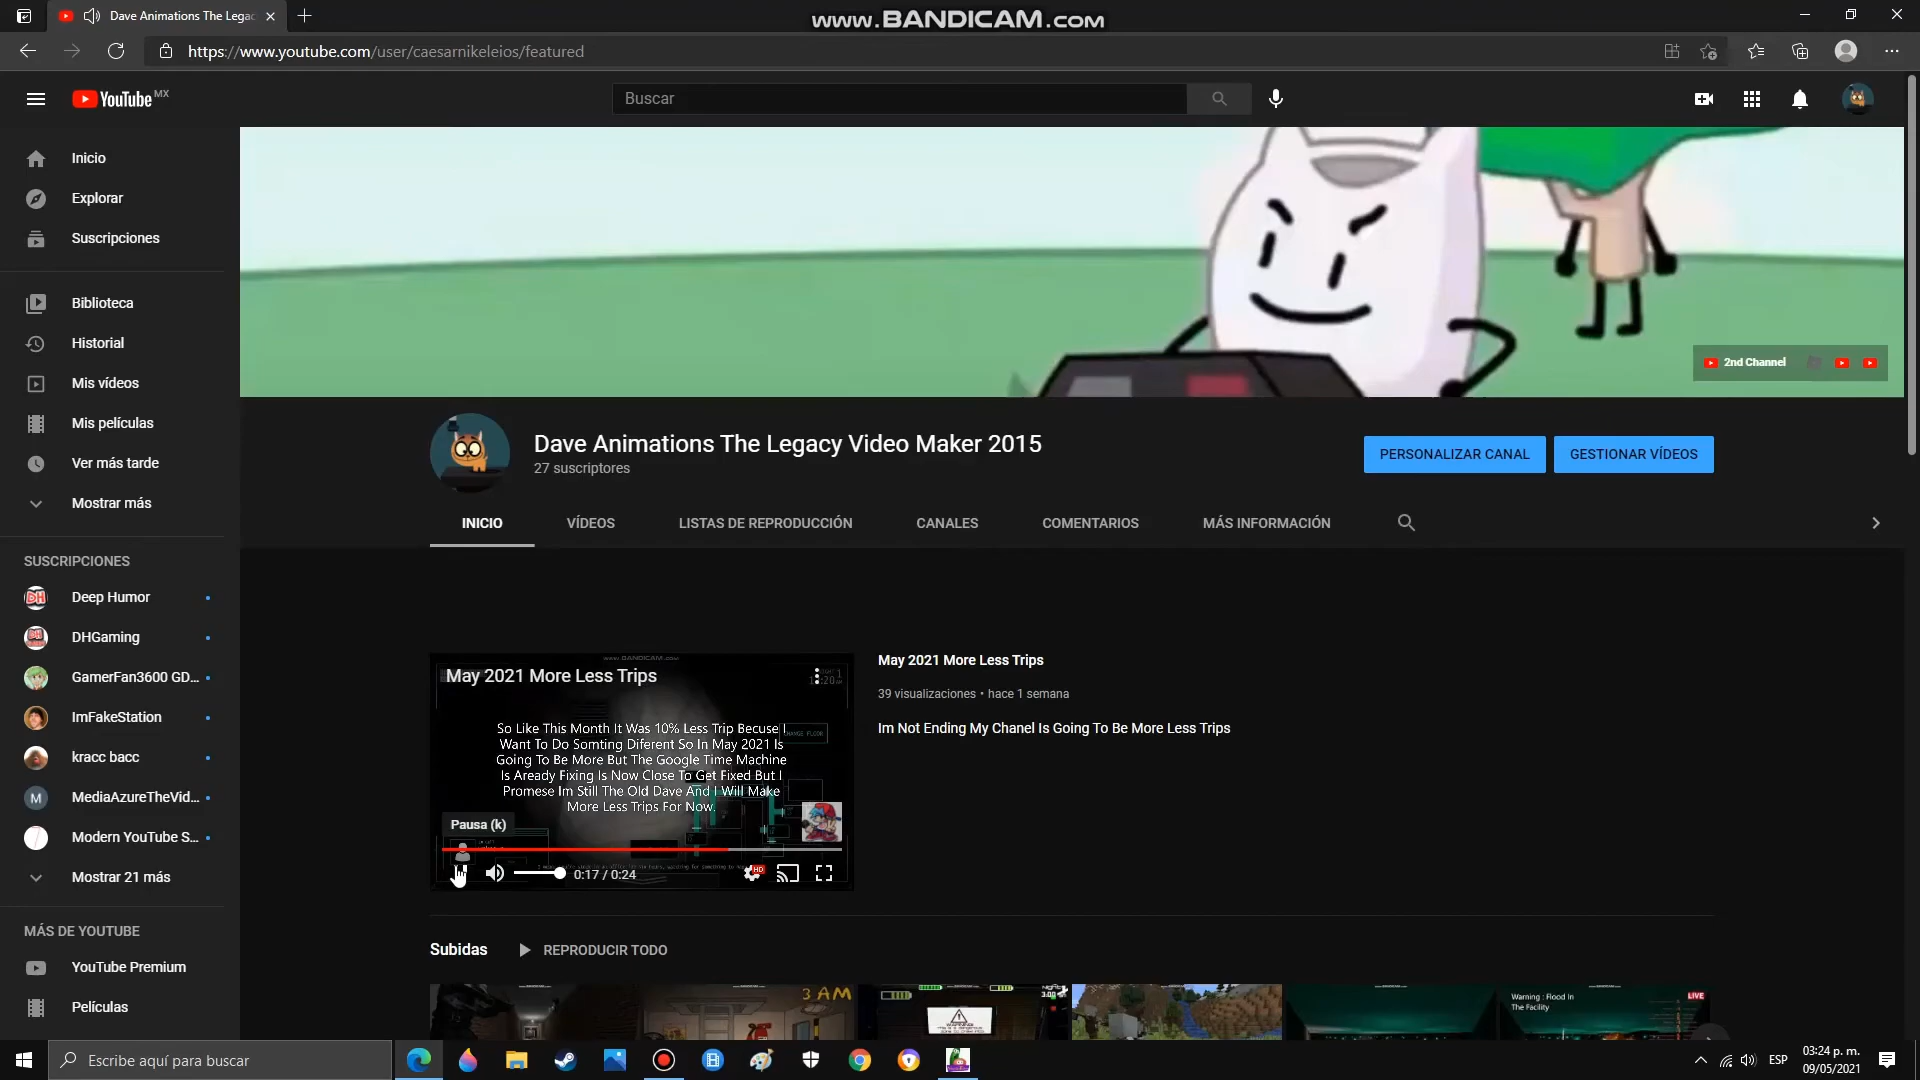 Dave Animations The Legac
www.BANDICAM.com
https://www.youtube.com/user/caesarnikeleios/featured
YouTube MX
Buscar
Inicio
Explorar
Suscripciones
Biblioteca
Historial
Mis vídeos
Mis películas
Ver más tarde
Mostrar más
SUSCRIPCIONES
Deep Humor
DHGaming
GamerFan3600 GD...
ImFakeStation
kracc bacc
M MediaAzureTheVid...
Modern YouTube S...
Mostrar 21 más
MÁS DE YOUTUBE
YouTube Premium
Películas
2nd Channel
Dave Animations The Legacy Video Maker 2015
27 suscriptores
PERSONALIZAR CANAL
GESTIONAR VÍDEOS
INICIO
VÍDEOS
LISTAS DE REPRODUCCIÓN
CANALES
COMENTARIOS
MÁS INFORMACIÓN
www.BANDICAM.com
May 2021 More Less Trips
So Like This Month It Was 10% Less Trip Becuse I
Want To Do Somting Diferent So In May 2021 Is
Going To Be More But The Google Time Machine
Is Aready Fixing Is Now Close To Get Fixed But I
Promese Im Still The Old Dave And I Will Make
More Less Trips For Now.
Pausa (k)
0:17 / 0:24
HD
May 2021 More Less Trips
39 visualizaciones • hace 1 semana
Im Not Ending My Chanel Is Going To Be More Less Trips
Subidas
REPRODUCIR TODO
3 AM
Warning : Flood In
The Facility
LIVE
Escribe aquí para buscar
ESP
03:24 p. m.
09/05/2021